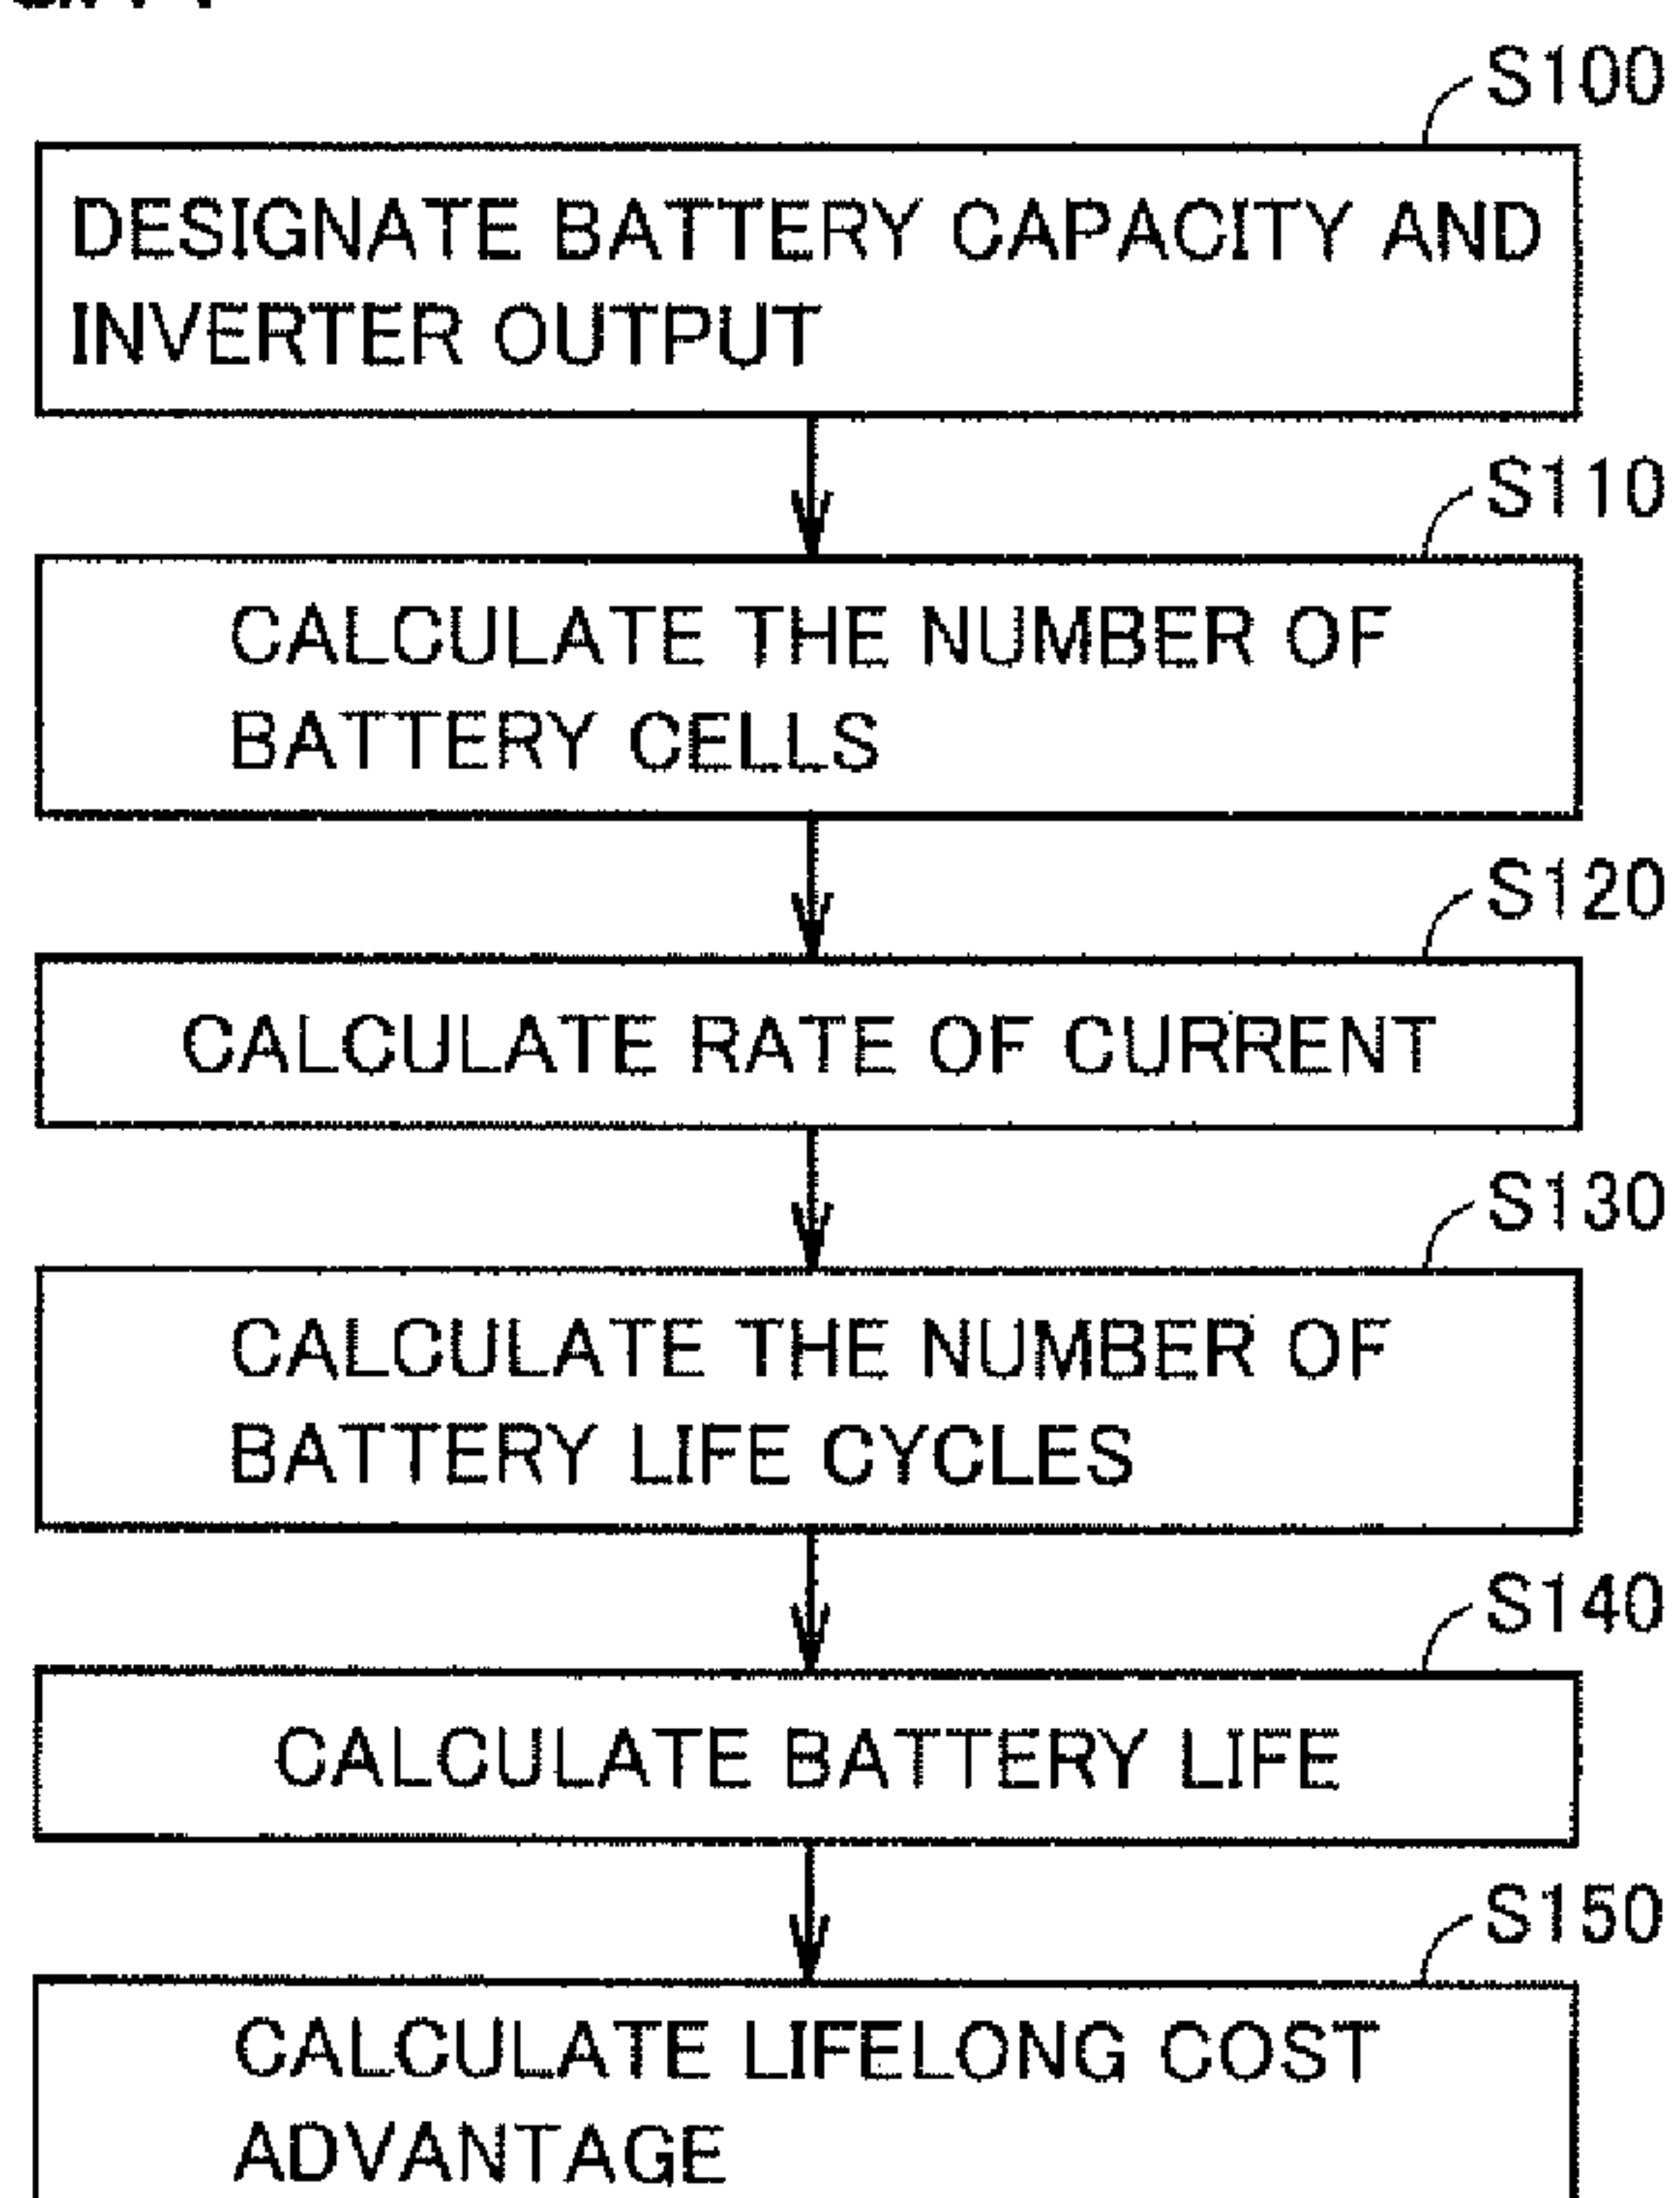 S100
DESIGNATE BATTERY CAPACITY AND
INVERTER OUTPUT
S110
CALCULATE THE NUMBER OF
BATTERY CELLS
S120
CALCULATE RATE OF CURRENT
S130
CALCULATE THE NUMBER OF
BATTERY LIFE CYCLES
S140
CALCULATE BATTERY LIFE
S150
CALCULATE LIFELONG COST
ADVANTAGE